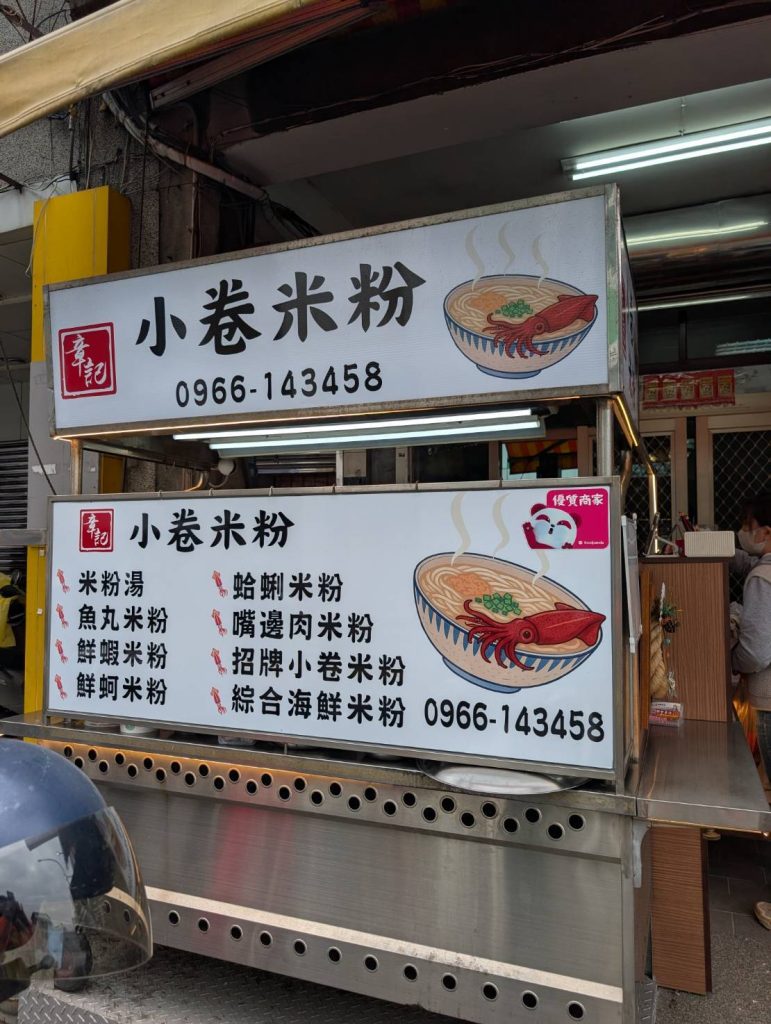 小卷米粉
章記
0966-143458
章記
小卷米粉
優質商家
米粉湯
魚丸米粉
鮮蝦米粉
鮮蚵米粉
蛤蜊米粉
嘴邊肉米粉
招牌小卷米粉
綜合海鮮米粉
0966-143458